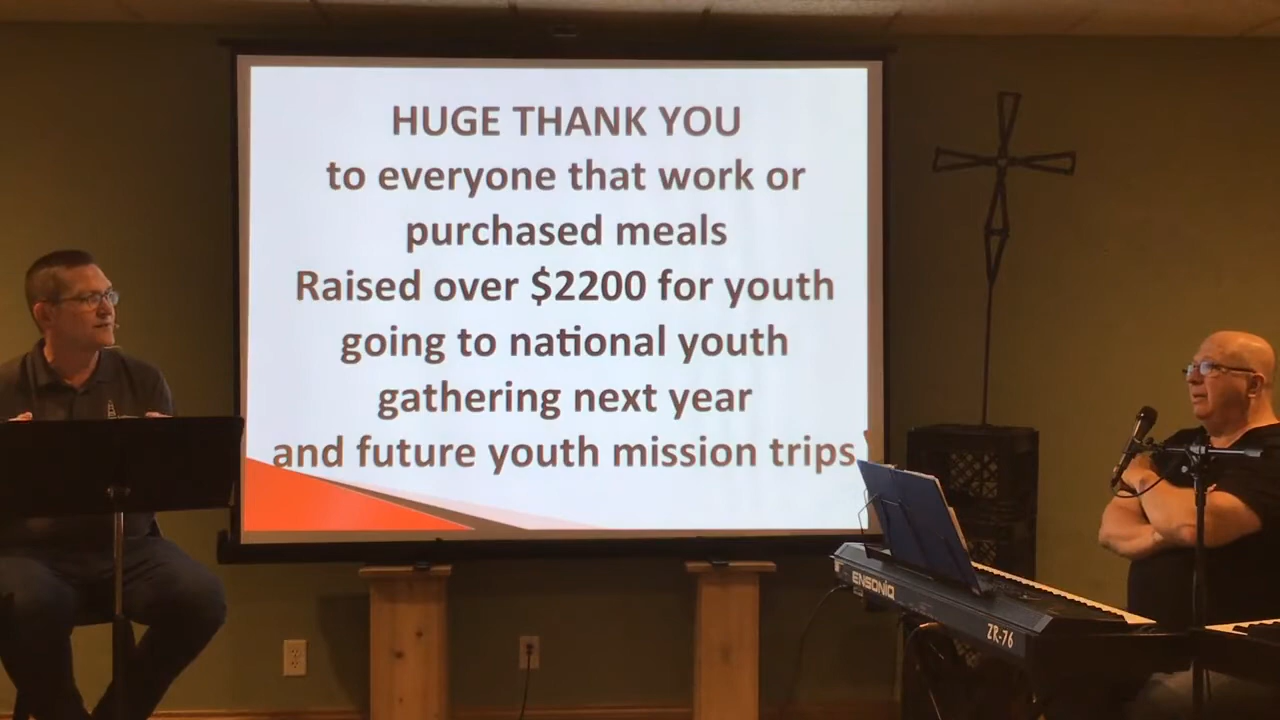 HUGE THANK YOU
to everyone that work or
purchased meals
Raised over $2200 for youth
going to national youth
gathering next year
and future youth mission trips
ENSONIQ
ZR-76